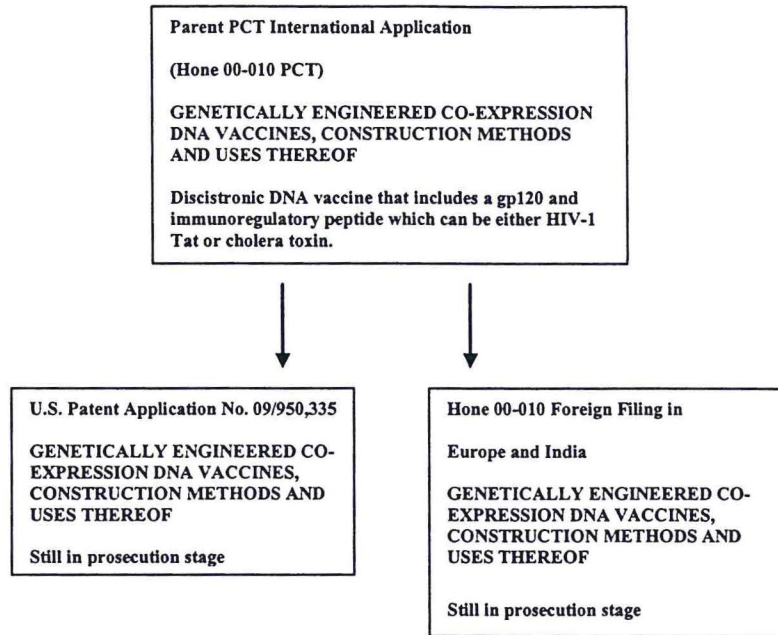 Parent PCT International Application
(Hone 00-010 PCT)
GENETICALLY ENGINEERED CO-EXPRESSION
DNA VACCINES, CONSTRUCTION METHODS
AND USES THEREOF
Discistronic DNA vaccine that includes a gp120 and
immunoregulatory peptide which can be either HIV-1
Tat or cholera toxin.
U.S. Patent Application No. 09/950,335
GENETICALLY ENGINEERED CO-
EXPRESSION DNA VACCINES,
CONSTRUCTION METHODS AND
USES THEREOF
Still in prosecution stage
Hone 00-010 Foreign Filing in
Europe and India
GENETICALLY ENGINEERED CO-
EXPRESSION DNA VACCINES,
CONSTRUCTION METHODS AND
USES THEREOF
Still in prosecution stage